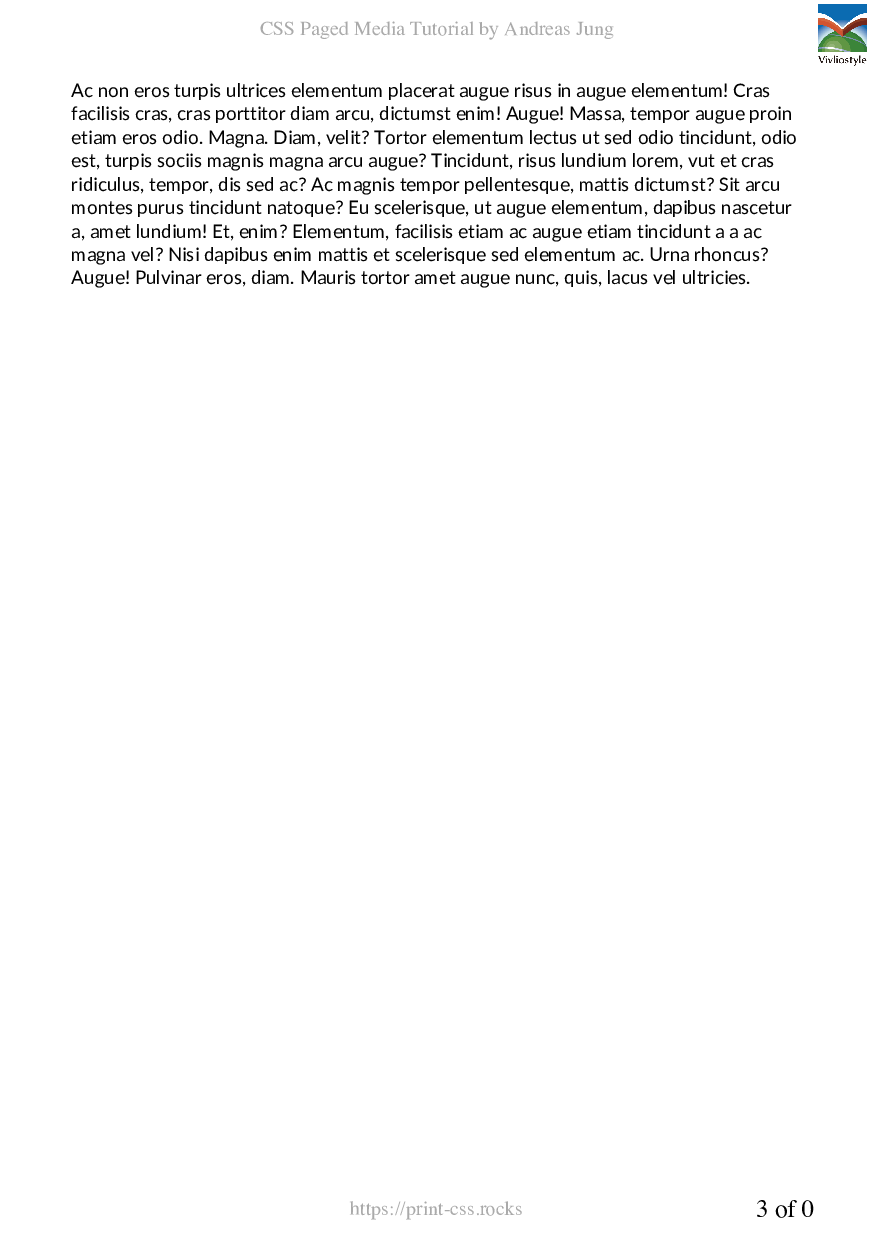 CSS Paged Media Tutorial by Andreas Jung
Vivliostyle
Ac non eros turpis ultrices elementum placerat augue risus in augue elementum! Cras
facilisis cras, cras porttitor diam arcu, dictumst enim! Augue! Massa, tempor augue proin
etiam eros odio. Magna. Diam, velit? Tortor elementum lectus ut sed odio tincidunt, odio
est, turpis sociis magnis magna arcu augue? Tincidunt, risus lundium lorem, vut et cras
ridiculus, tempor, dis sed ac? Ac magnis tempor pellentesque, mattis dictumst? Sit arcu
montes purus tincidunt natoque? Eu scelerisque, ut augue elementum, dapibus nascetur
a, amet lundium! Et, enim? Elementum, facilisis etiam ac augue etiam tincidunt a a ac
magna vel? Nisi dapibus enim mattis et scelerisque sed elementum ac. Urna rhoncus?
Augue! Pulvinar eros, diam. Mauris tortor amet augue nunc, quis, lacus vel ultricies.
https://print-css.rocks
3 of 0